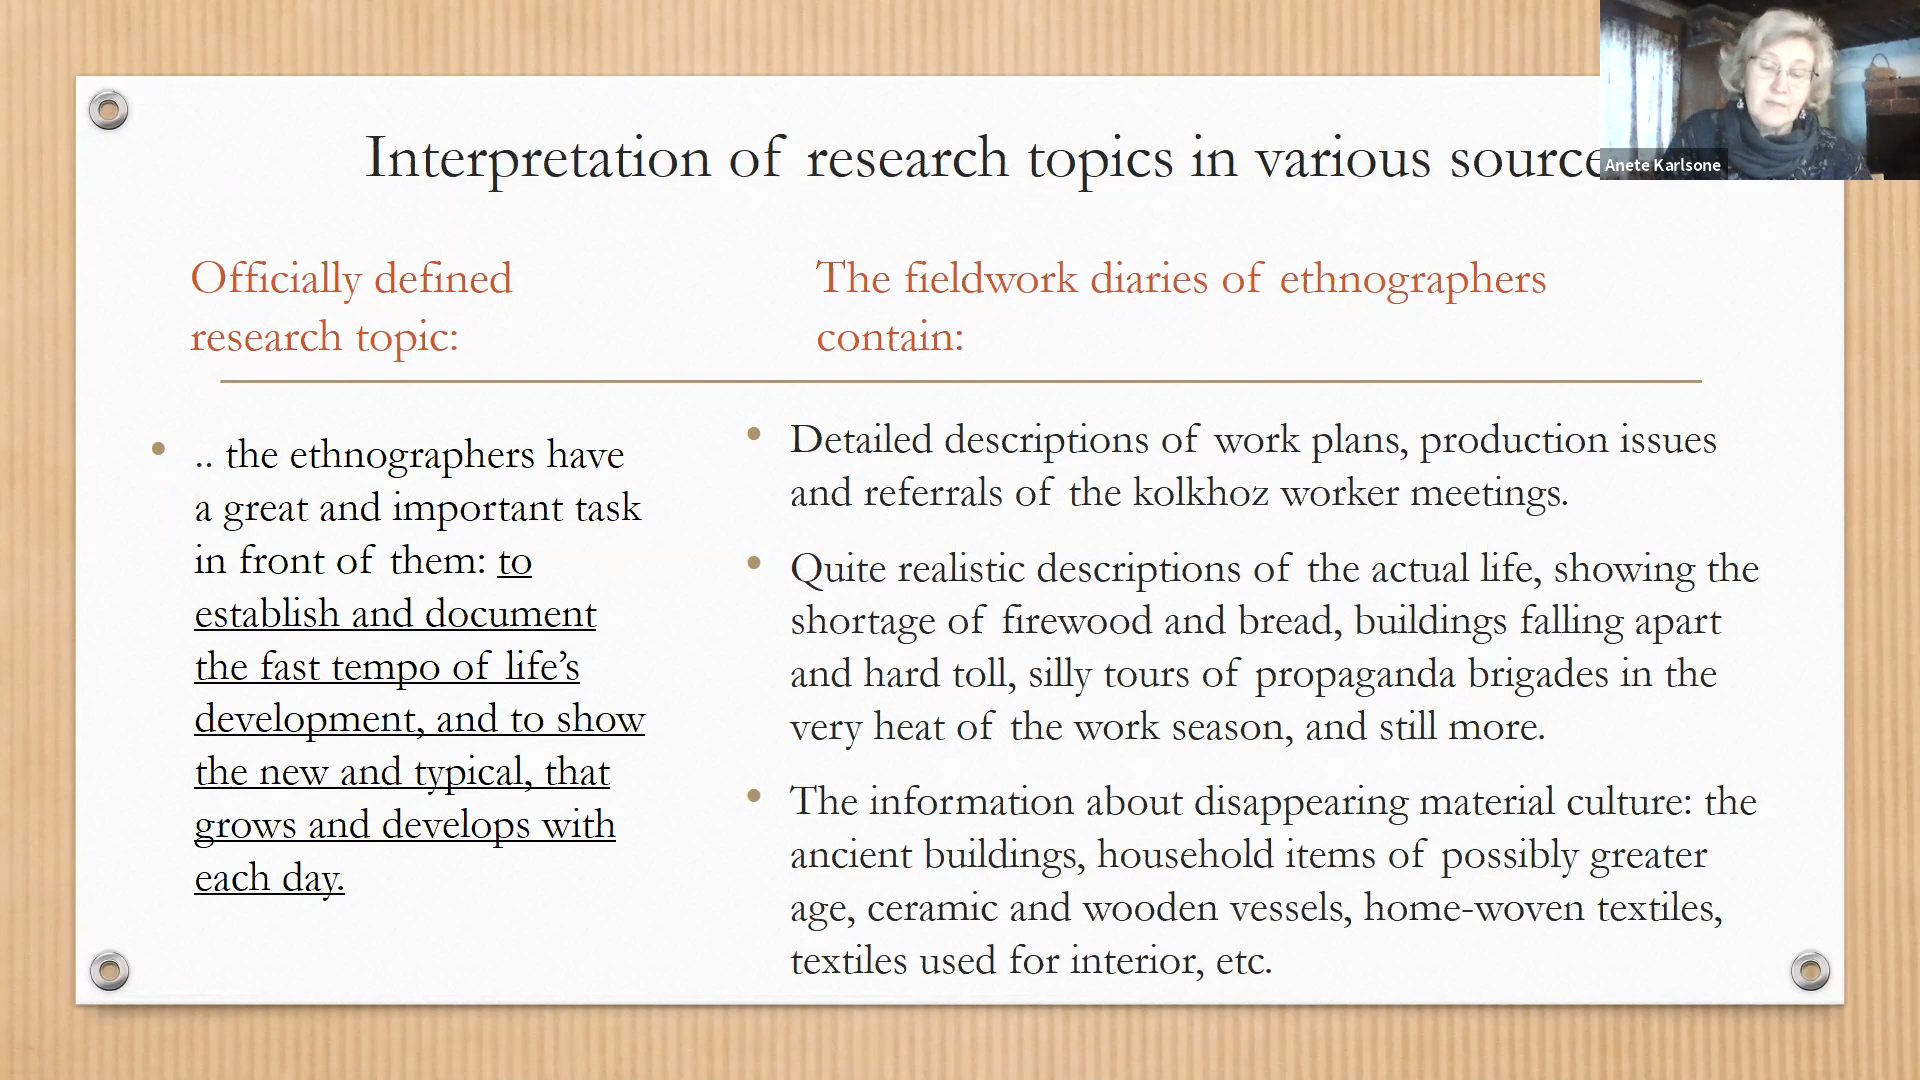 Interpretation of research topics in various source
Anete Karlsone
Officially defined
research topic:
.. the ethnographers have
a great and important task
in front of them: to
establish and document
the fast tempo of life’s
development, and to show
the new and typical, that
grows and develops with
each day.
The fieldwork diaries of ethnographers
contain:
Detailed descriptions of work plans, production issues
and referrals of the kolkhoz worker meetings.
Quite realistic descriptions of the actual life, showing the
shortage of firewood and bread, buildings falling apart
and hard toll, silly tours of propaganda brigades in the
very heat of the work season, and still more.
The information about disappearing material culture: the
ancient buildings, household items of possibly greater
age, ceramic and wooden vessels, home-woven textiles,
textiles used for interior, etc.